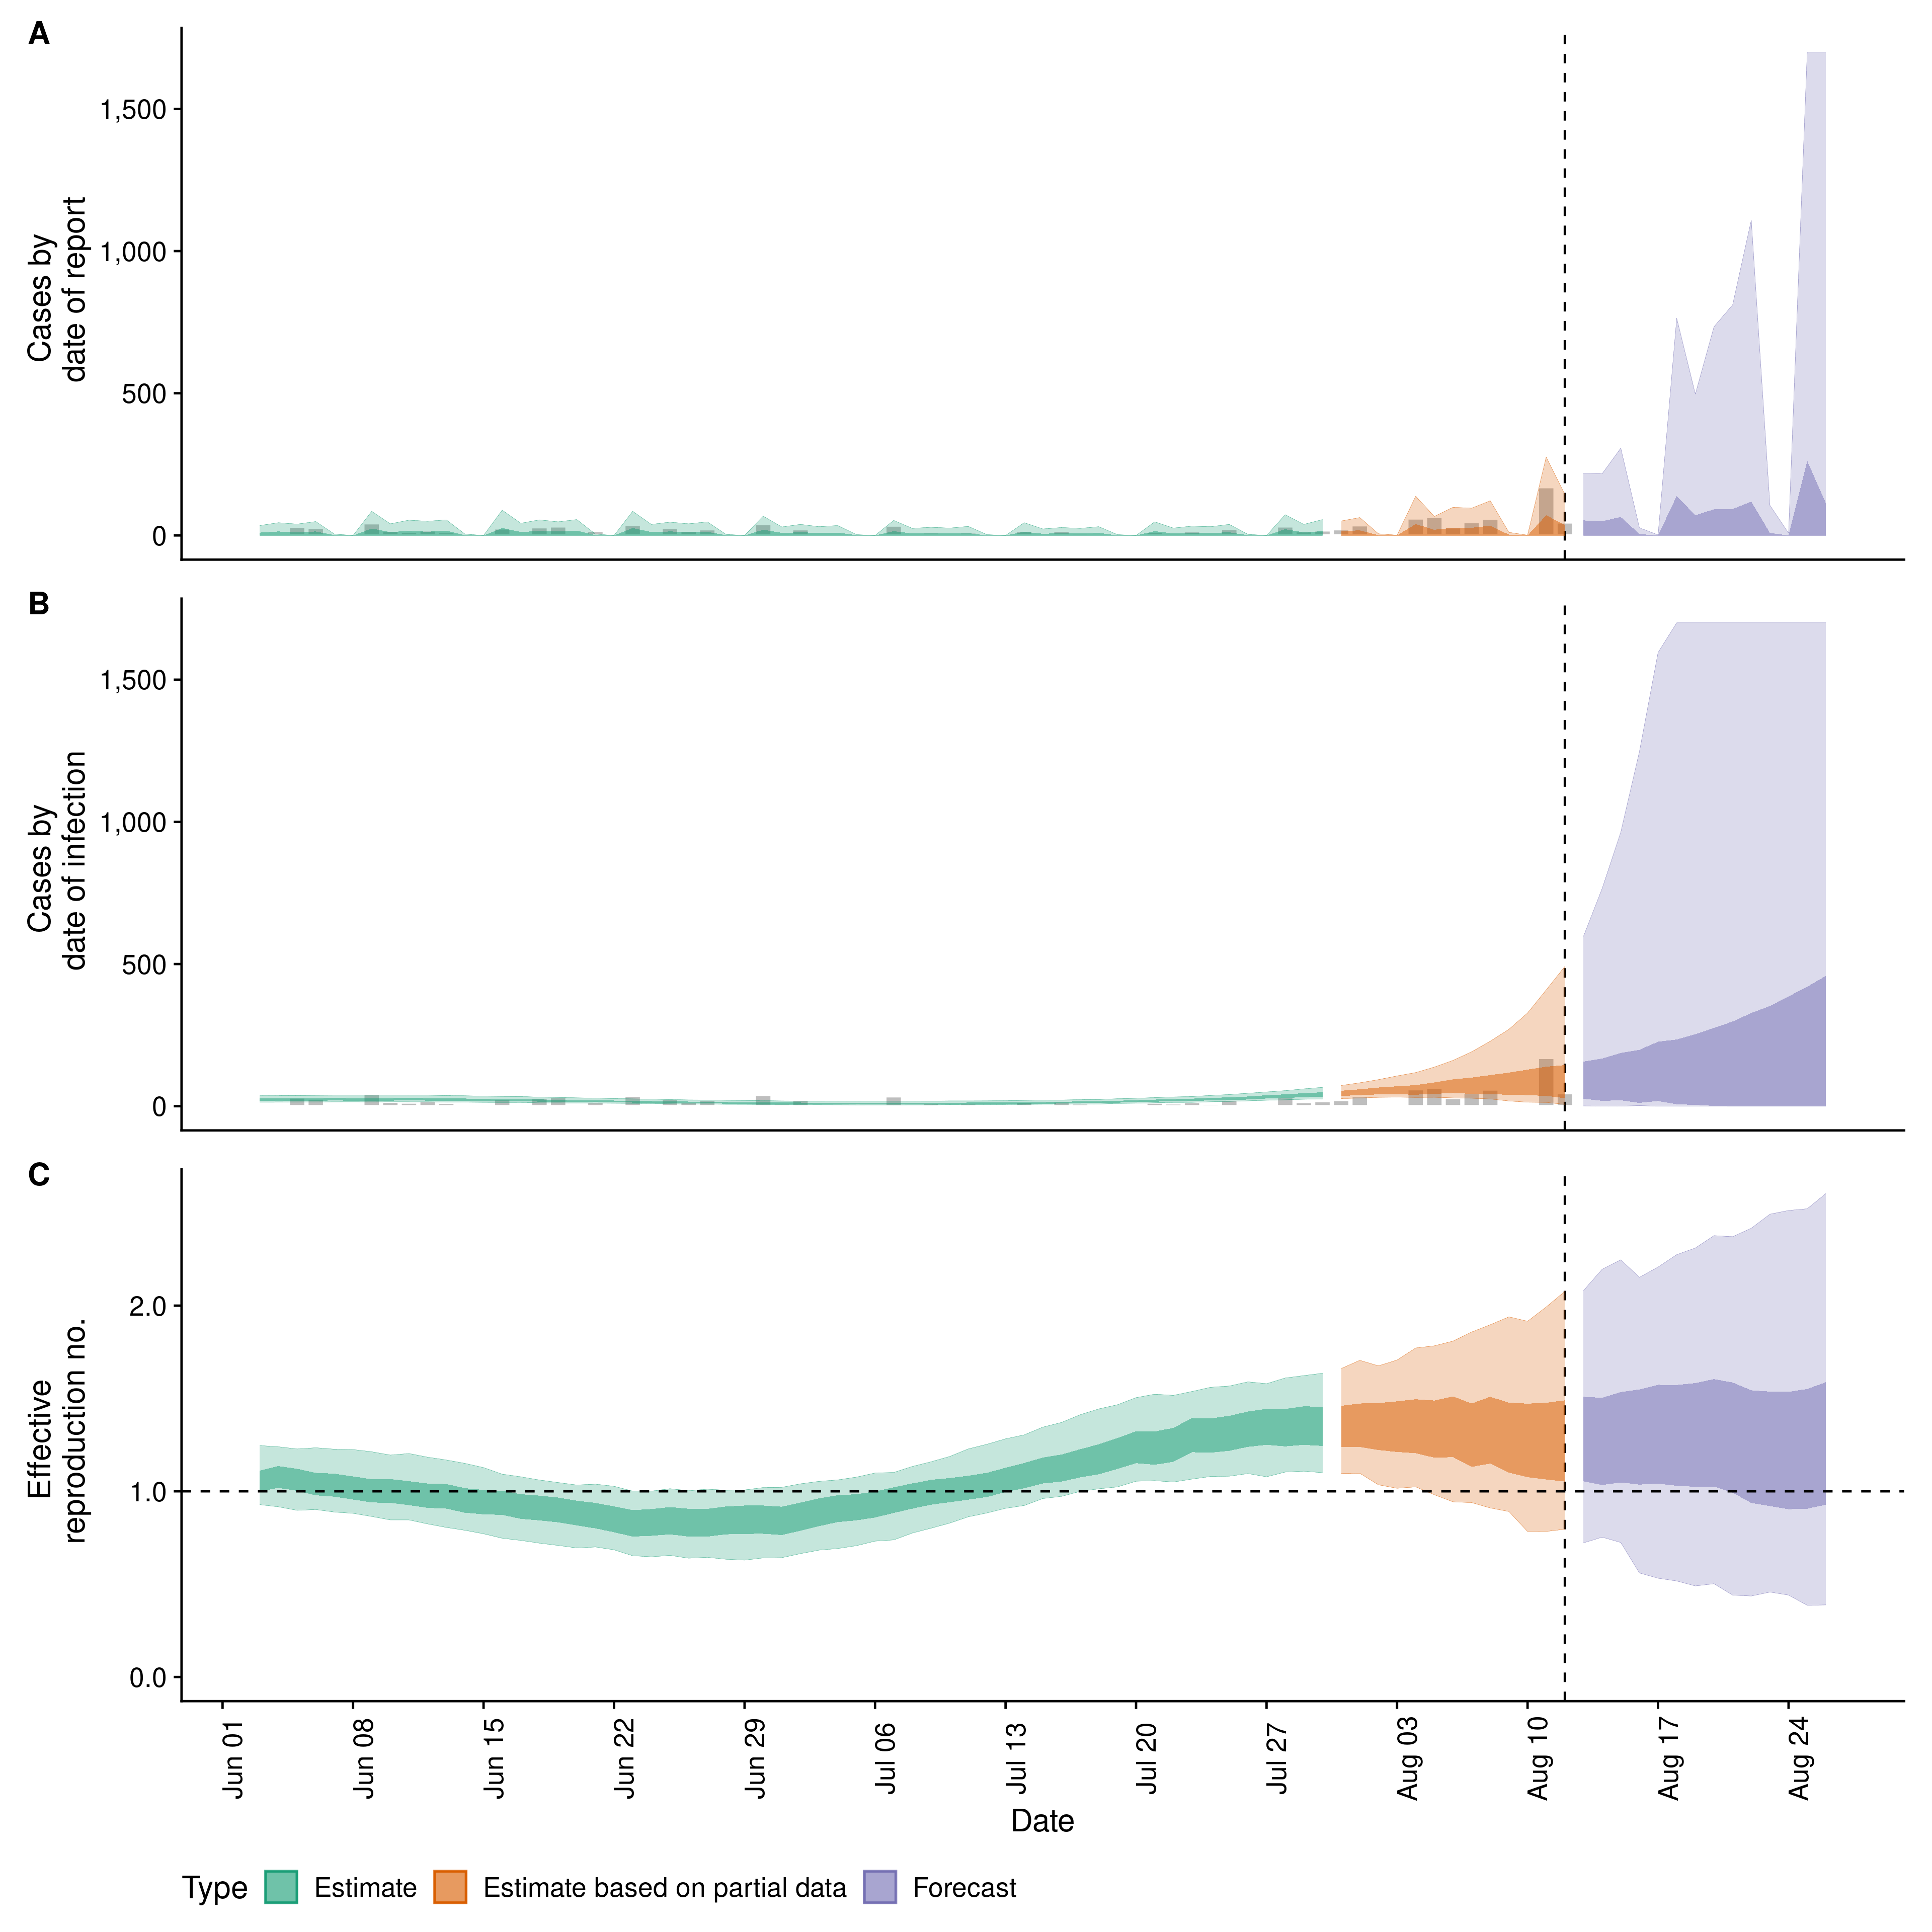 A
Cases by
date of report
1,500
1,000
500
0
B
Cases by
date of infection
1,500
1,000
500
0
C
Effective
reproduction no.
2.0
1.0
0.0
Jun 01
Jun 08
Jun 15
Jun 22
Jun 29
Jul 06
Jul 13
Jul 20
Jul 27
Aug 03
Aug 10
Aug 17
Aug 24
Date
Type Estimate Estimate based on partial data Forecast